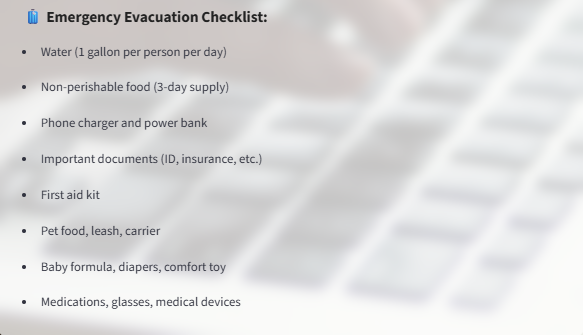 🧳 Emergency Evacuation Checklist:
• Water (1 gallon per person per day)
• Non-perishable food (3-day supply)
• Phone charger and power bank
• Important documents (ID, insurance, etc.)
• First aid kit
• Pet food, leash, carrier
• Baby formula, diapers, comfort toy
• Medications, glasses, medical devices